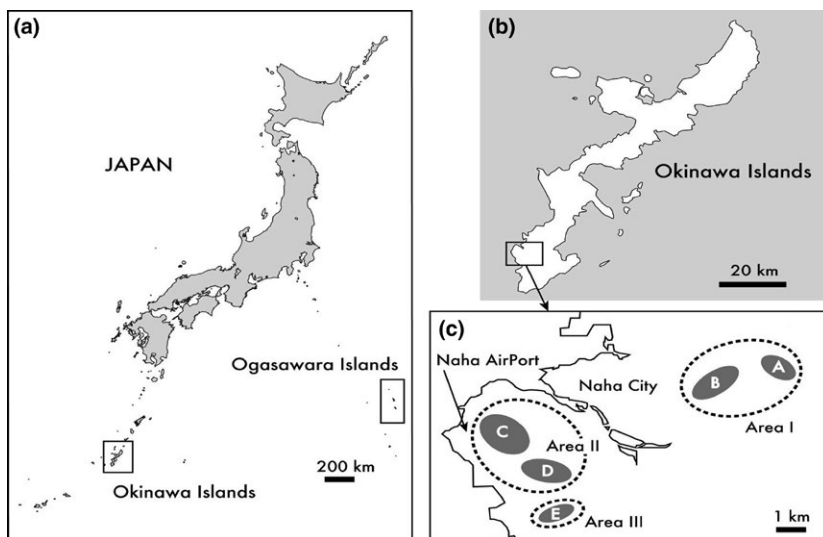 (a)
JAPAN
Ogasawara Islands
200 km
Okinawa Islands
(b)
Okinawa Islands
20 km
(c)
Naha AirPort
Naha City
A
B
Area I
C
Area II
D
E
Area III
1 km